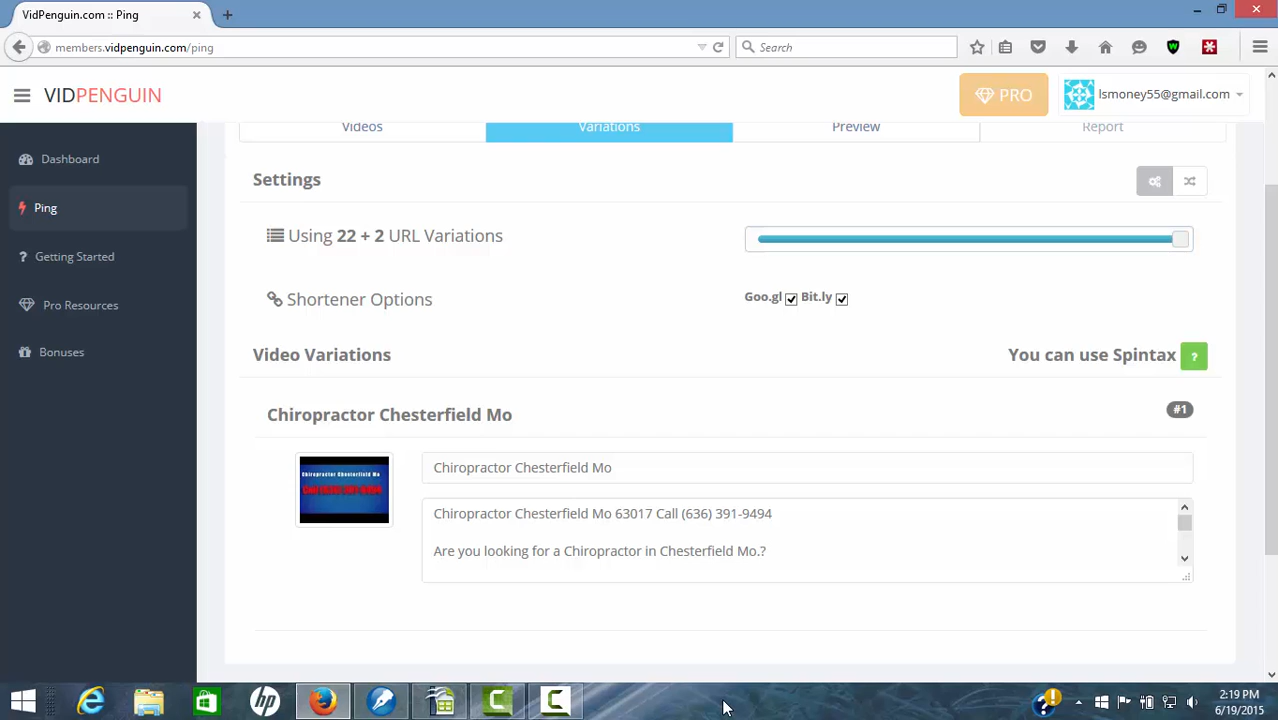 VidPenguin.com :: Ping
members.vidpenguin.com/ping
Search
VIDPENGUIN
PRO
lsmoney55@gmail.com
Dashboard
Ping
Getting Started
Pro Resources
Bonuses
Videos
Variations
Preview
Report
Settings
Using 22 + 2 URL Variations
Shortener Options
Goo.gl Bit.ly
Video Variations
You can use Spintax ?
Chiropractor Chesterfield Mo
#1
Chiropractor Chesterfield Mo
Chiropractor Chesterfield Mo
Chiropractor Chesterfield Mo 63017 Call (636) 391-9494
Are you looking for a Chiropractor in Chesterfield Mo.?
2:19 PM
6/19/2015